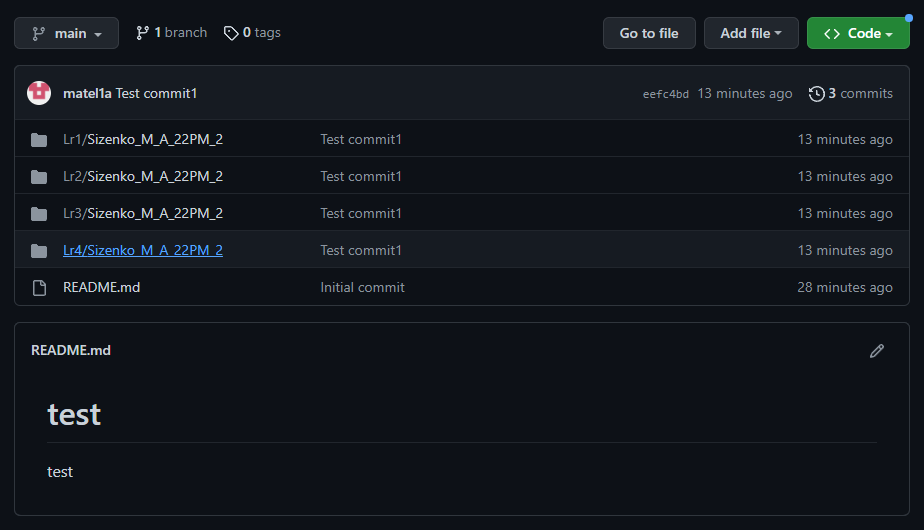 main 1 branch 0 tags Go to file Add file Code
matel1a Test commit1 eefc4bd 13 minutes ago 3 commits
Lr1/Sizenko_M_A_22PM_2 Test commit1 13 minutes ago
Lr2/Sizenko_M_A_22PM_2 Test commit1 13 minutes ago
Lr3/Sizenko_M_A_22PM_2 Test commit1 13 minutes ago
Lr4/Sizenko_M_A_22PM_2 Test commit1 13 minutes ago
README.md Initial commit 28 minutes ago
README.md
test
test